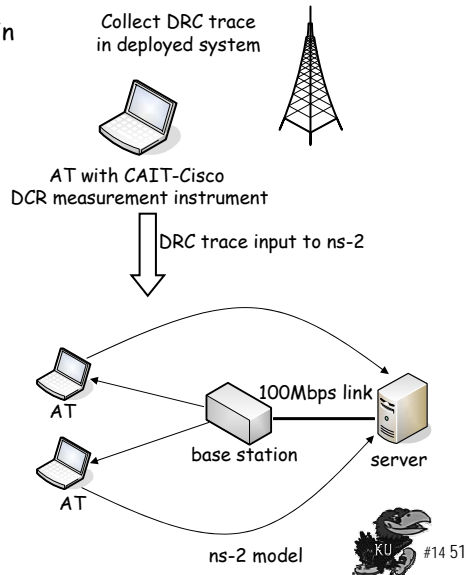 in
Collect DRC trace
in deployed system
AT with CAIT-Cisco
DCR measurement instrument
DRC trace input to ns-2
AT
100Mbps link
base station
server
AT
ns-2 model
KU
#14 51